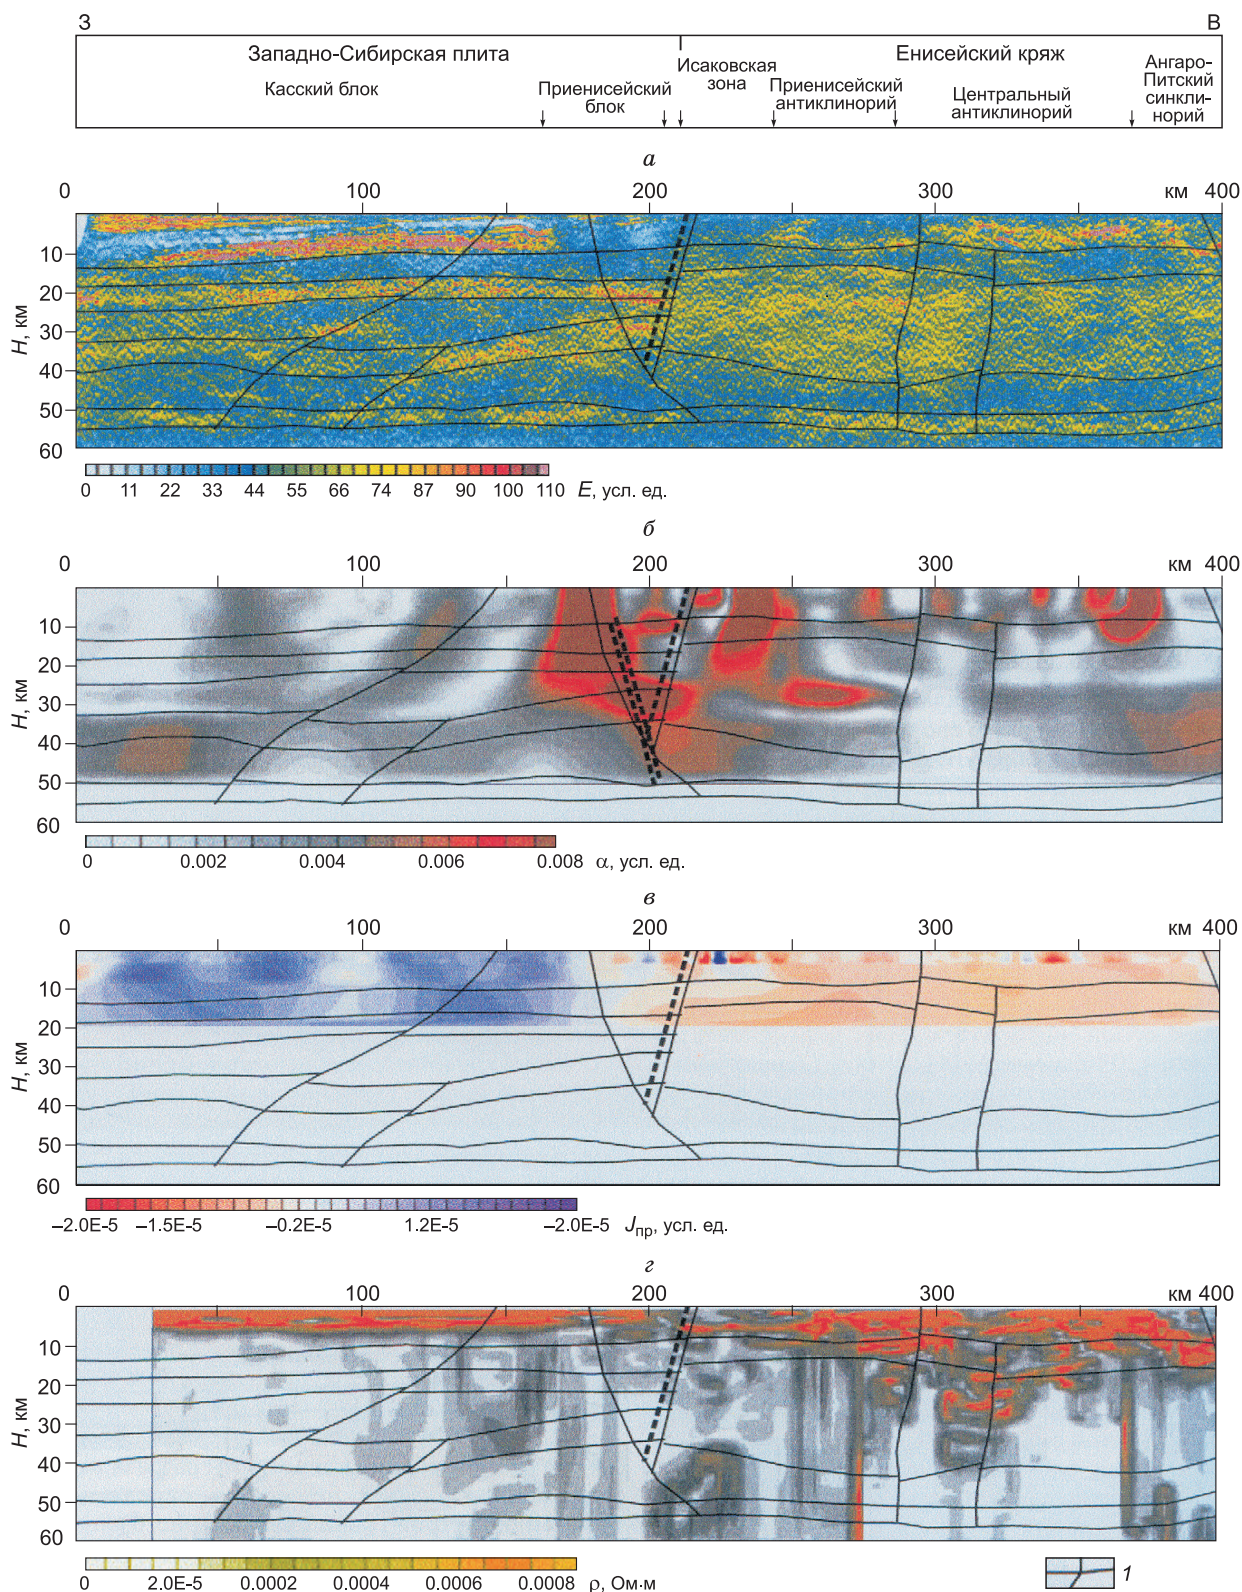 З В
Западно-Сибирская плита
Енисейский кряж
Касский блок
Приенисейский
блок
Исаковская
зона
Приенисейский
антиклинорий
Центральный
антиклинорий
Ангаро-
Питский
синкли-
норий
а
0 100 200 300 км 400
10
20
30
40
50
60
H, км
0 11 22 33 44 55 66 74 87 90 100 110 E, усл. ед.
б
0 100 200 300 км 400
10
20
30
40
50
60
H, км
0 0.002 0.004 0.006 0.008 α, усл. ед.
в
0 100 200 300 км 400
10
20
30
40
50
60
H, км
–2.0E-5 –1.5E-5 –0.2E-5 1.2E-5 –2.0E-5 Jпр, усл. ед.
г
0 100 200 300 км 400
10
20
30
40
50
60
H, км
0 2.0E-5 0.0002 0.0004 0.0006 0.0008 ρ, Ом·м
1